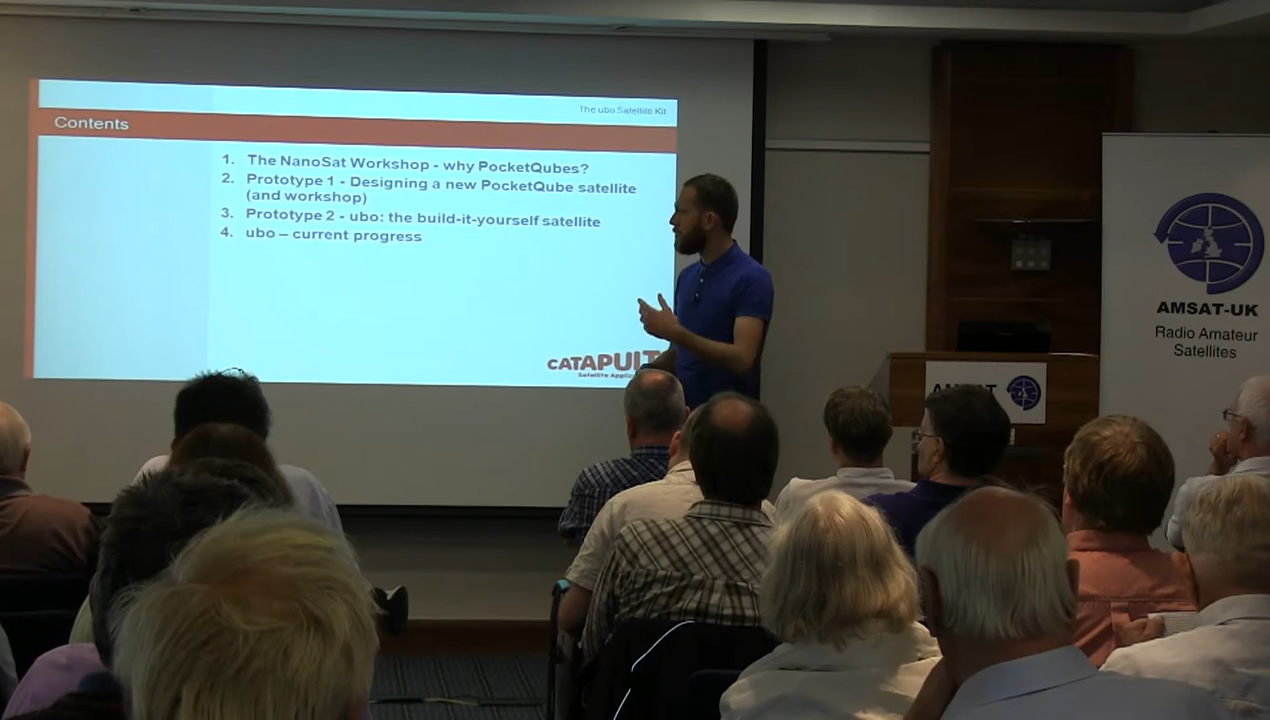 The ubo Satellite Kit
Contents
1. The NanoSat Workshop - why PocketQubes?
2. Prototype 1 - Designing a new PocketQube satellite
(and workshop)
3. Prototype 2 - ubo: the build-it-yourself satellite
4. ubo – current progress
CATAPULT
Satellite
AMSAT-UK
Radio Amateur
Satellites
AMSAT